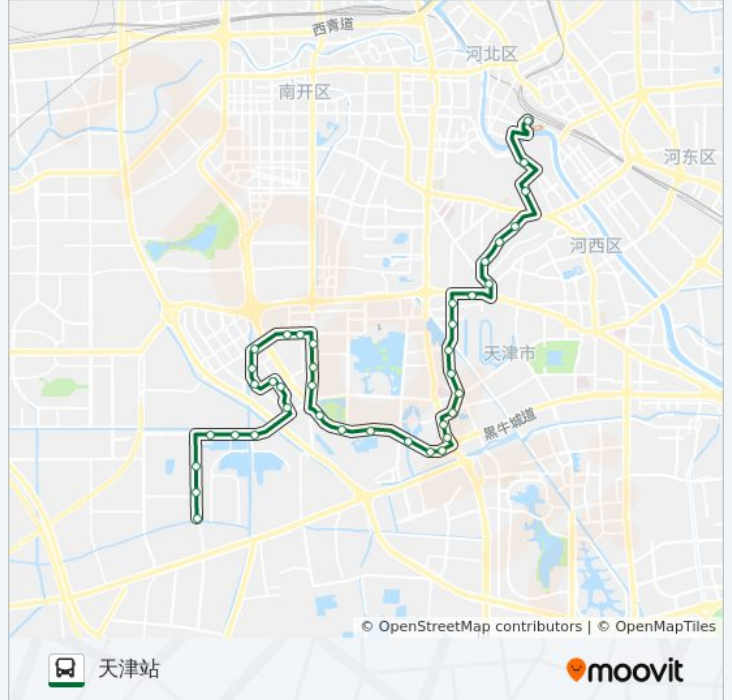 西青道
河北区
南开区
河东区
河西区
天津市
黑牛城道
© OpenStreetMap contributors | © OpenMapTiles
天津站
moovit